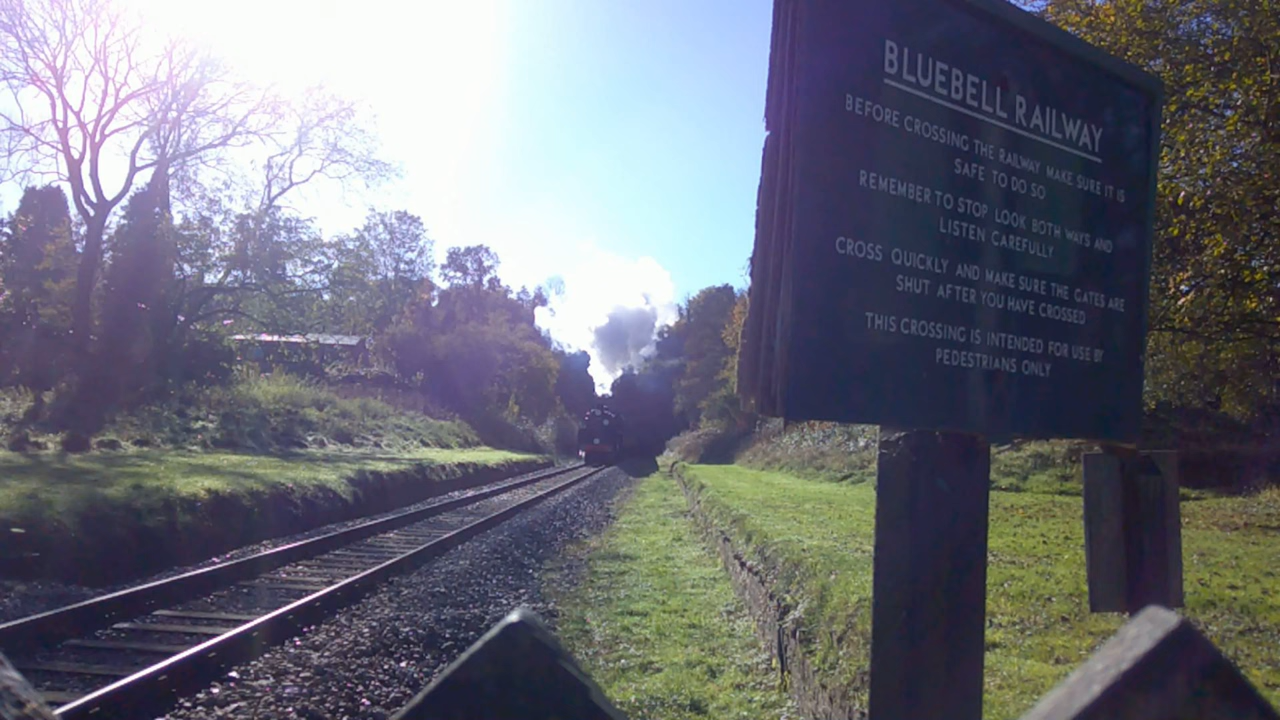 BLUEBELL RAILWAY
BEFORE CROSSING THE RAILWAY MAKE SURE IT IS
SAFE TO DO SO
REMEMBER TO STOP LOOK BOTH WAYS AND
LISTEN CAREFULLY
CROSS QUICKLY AND MAKE SURE THE GATES ARE
SHUT AFTER YOU HAVE CROSSED
THIS CROSSING IS INTENDED FOR USE BY
PEDESTRIANS ONLY